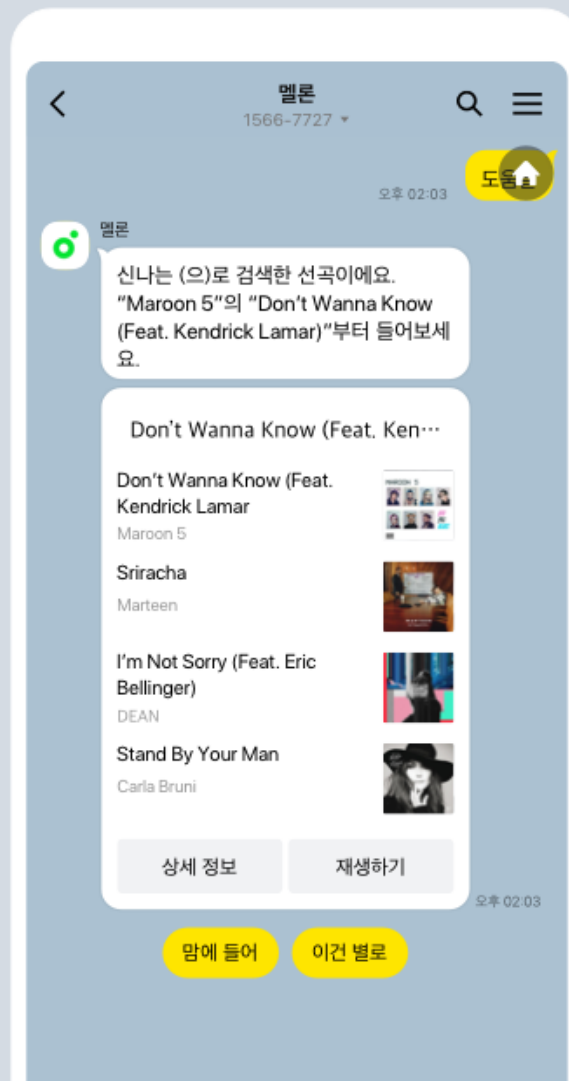 멜론
1566-7727
오후 02:03
멜론
신나는 (으)로 검색한 선곡이에요.
“Maroon 5”의 “Don’t Wanna Know
(Feat. Kendrick Lamar)”부터 들어보세
요.
Don’t Wanna Know (Feat. Ken···
Don’t Wanna Know (Feat.
Kendrick Lamar
Maroon 5
MAROON 5
Sriracha
Marteen
I’m Not Sorry (Feat. Eric
Bellinger)
DEAN
Stand By Your Man
Carla Bruni
상세 정보 재생하기
오후 02:03
맘에 들어 이건 별로